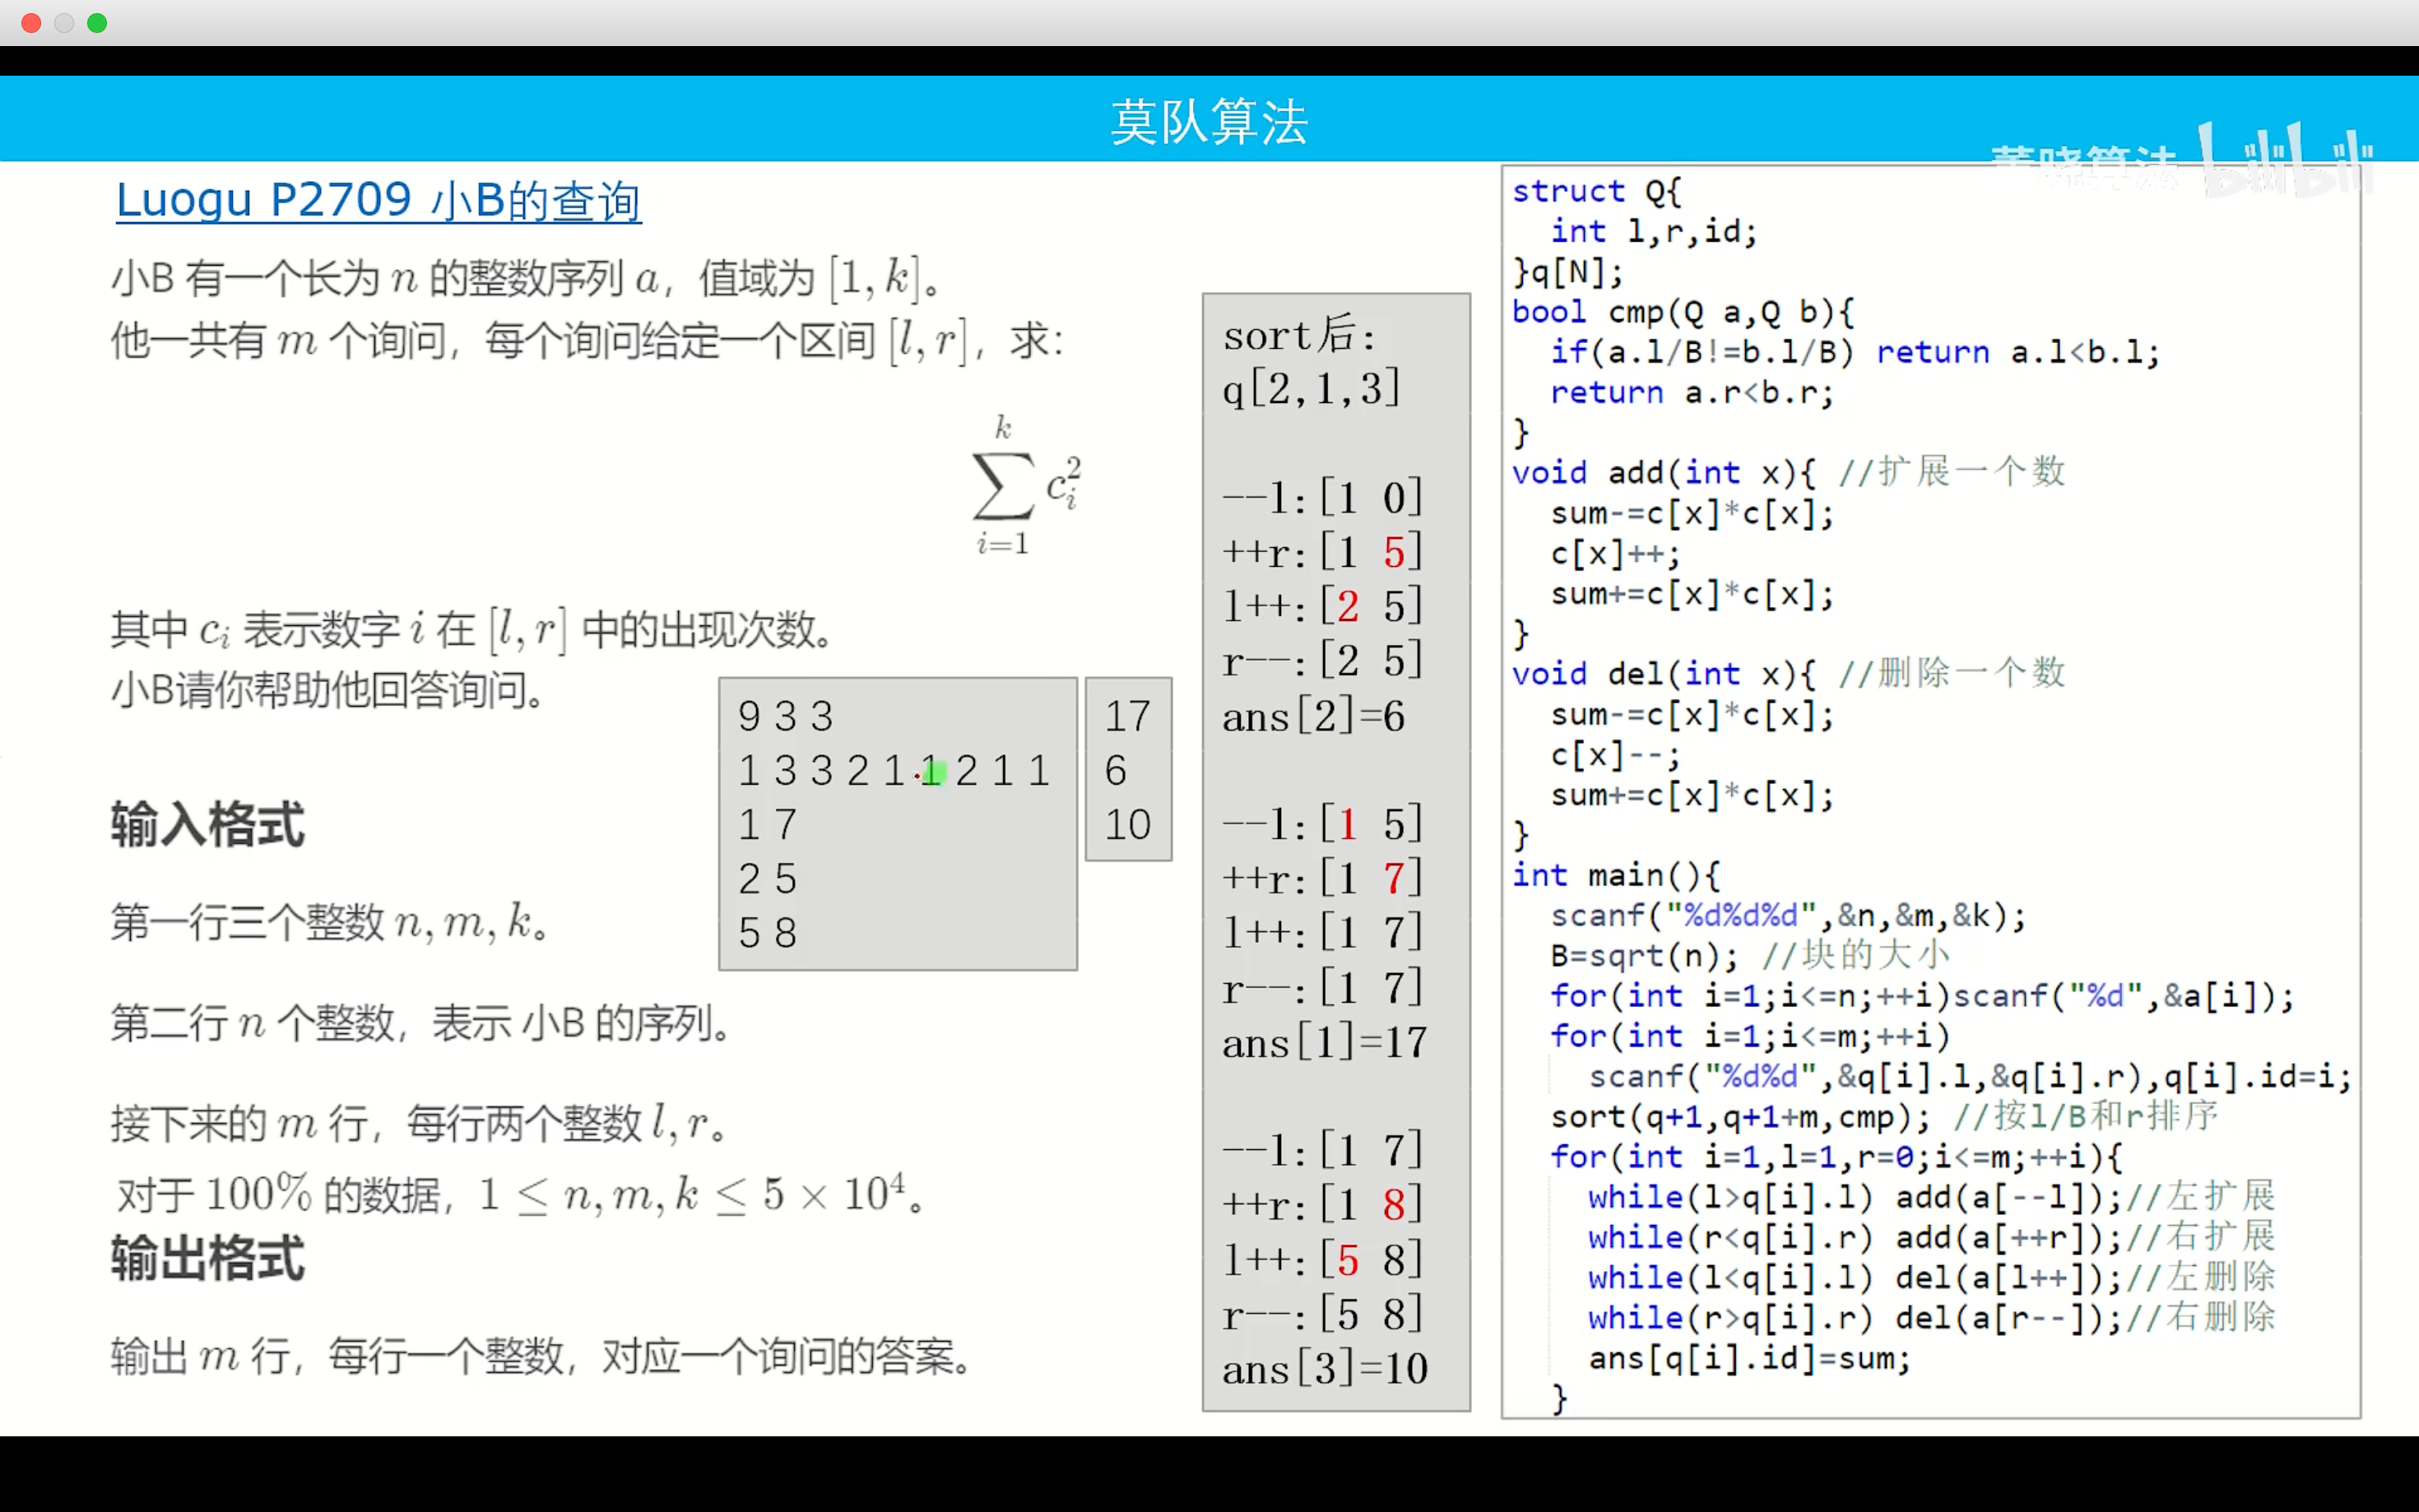 莫队算法
董晓算法 bilibili
Luogu P2709 小B的查询
小B 有一个长为 n 的整数序列 a，值域为 [1, k]。
他一共有 m 个询问，每个询问给定一个区间 [l, r]，求：
k
∑ c_i^2
i=1
其中 c_i 表示数字 i 在 [l, r] 中的出现次数。
小B请你帮助他回答询问。
输入格式
第一行三个整数 n, m, k。
第二行 n 个整数，表示 小B 的序列。
接下来的 m 行，每行两个整数 l, r。
对于 100% 的数据，1 ≤ n, m, k ≤ 5 × 10^4。
输出格式
输出 m 行，每行一个整数，对应一个询问的答案。
9 3 3
1 3 3 2 1 1 2 1 1
1 7
2 5
5 8
17
6
10
sort后:
q[2,1,3]
--l:[1 0]
++r:[1 5]
l++:[2 5]
r--:[2 5]
ans[2]=6
--l:[1 5]
++r:[1 7]
l++:[1 7]
r--:[1 7]
ans[1]=17
--l:[1 7]
++r:[1 8]
l++:[5 8]
r--:[5 8]
ans[3]=10
struct Q{
  int l,r,id;
}q[N];
bool cmp(Q a,Q b){
  if(a.l/B!=b.l/B) return a.l<b.l;
  return a.r<b.r;
}
void add(int x){ //扩展一个数
  sum-=c[x]*c[x];
  c[x]++;
  sum+=c[x]*c[x];
}
void del(int x){ //删除一个数
  sum-=c[x]*c[x];
  c[x]--;
  sum+=c[x]*c[x];
}
int main(){
  scanf("%d%d%d",&n,&m,&k);
  B=sqrt(n); //块的大小
  for(int i=1;i<=n;++i)scanf("%d",&a[i]);
  for(int i=1;i<=m;++i)
    scanf("%d%d",&q[i].l,&q[i].r),q[i].id=i;
  sort(q+1,q+1+m,cmp); //按l/B和r排序
  for(int i=1,l=1,r=0;i<=m;++i){
    while(l>q[i].l) add(a[--l]);//左扩展
    while(r<q[i].r) add(a[++r]);//右扩展
    while(l<q[i].l) del(a[l++]);//左删除
    while(r>q[i].r) del(a[r--]);//右删除
    ans[q[i].id]=sum;
  }